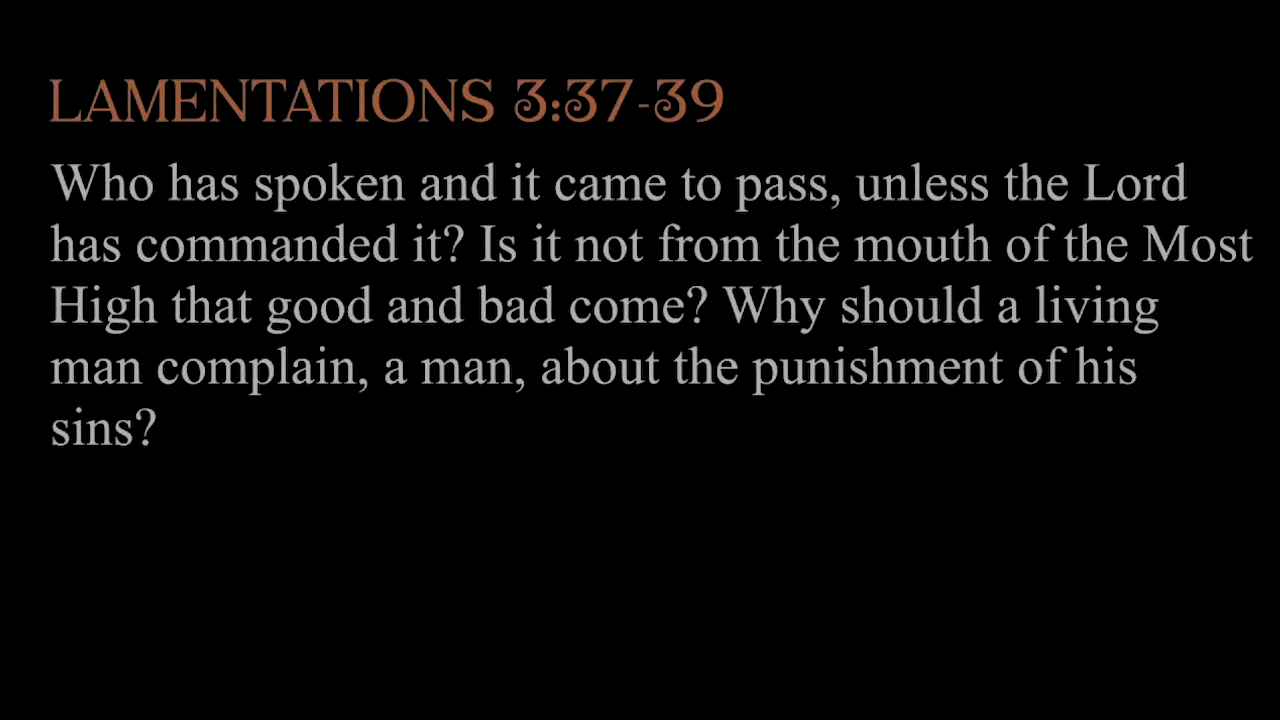 LAMENTATIONS 3:37-39
Who has spoken and it came to pass, unless the Lord
has commanded it? Is it not from the mouth of the Most
High that good and bad come? Why should a living
man complain, a man, about the punishment of his
sins?